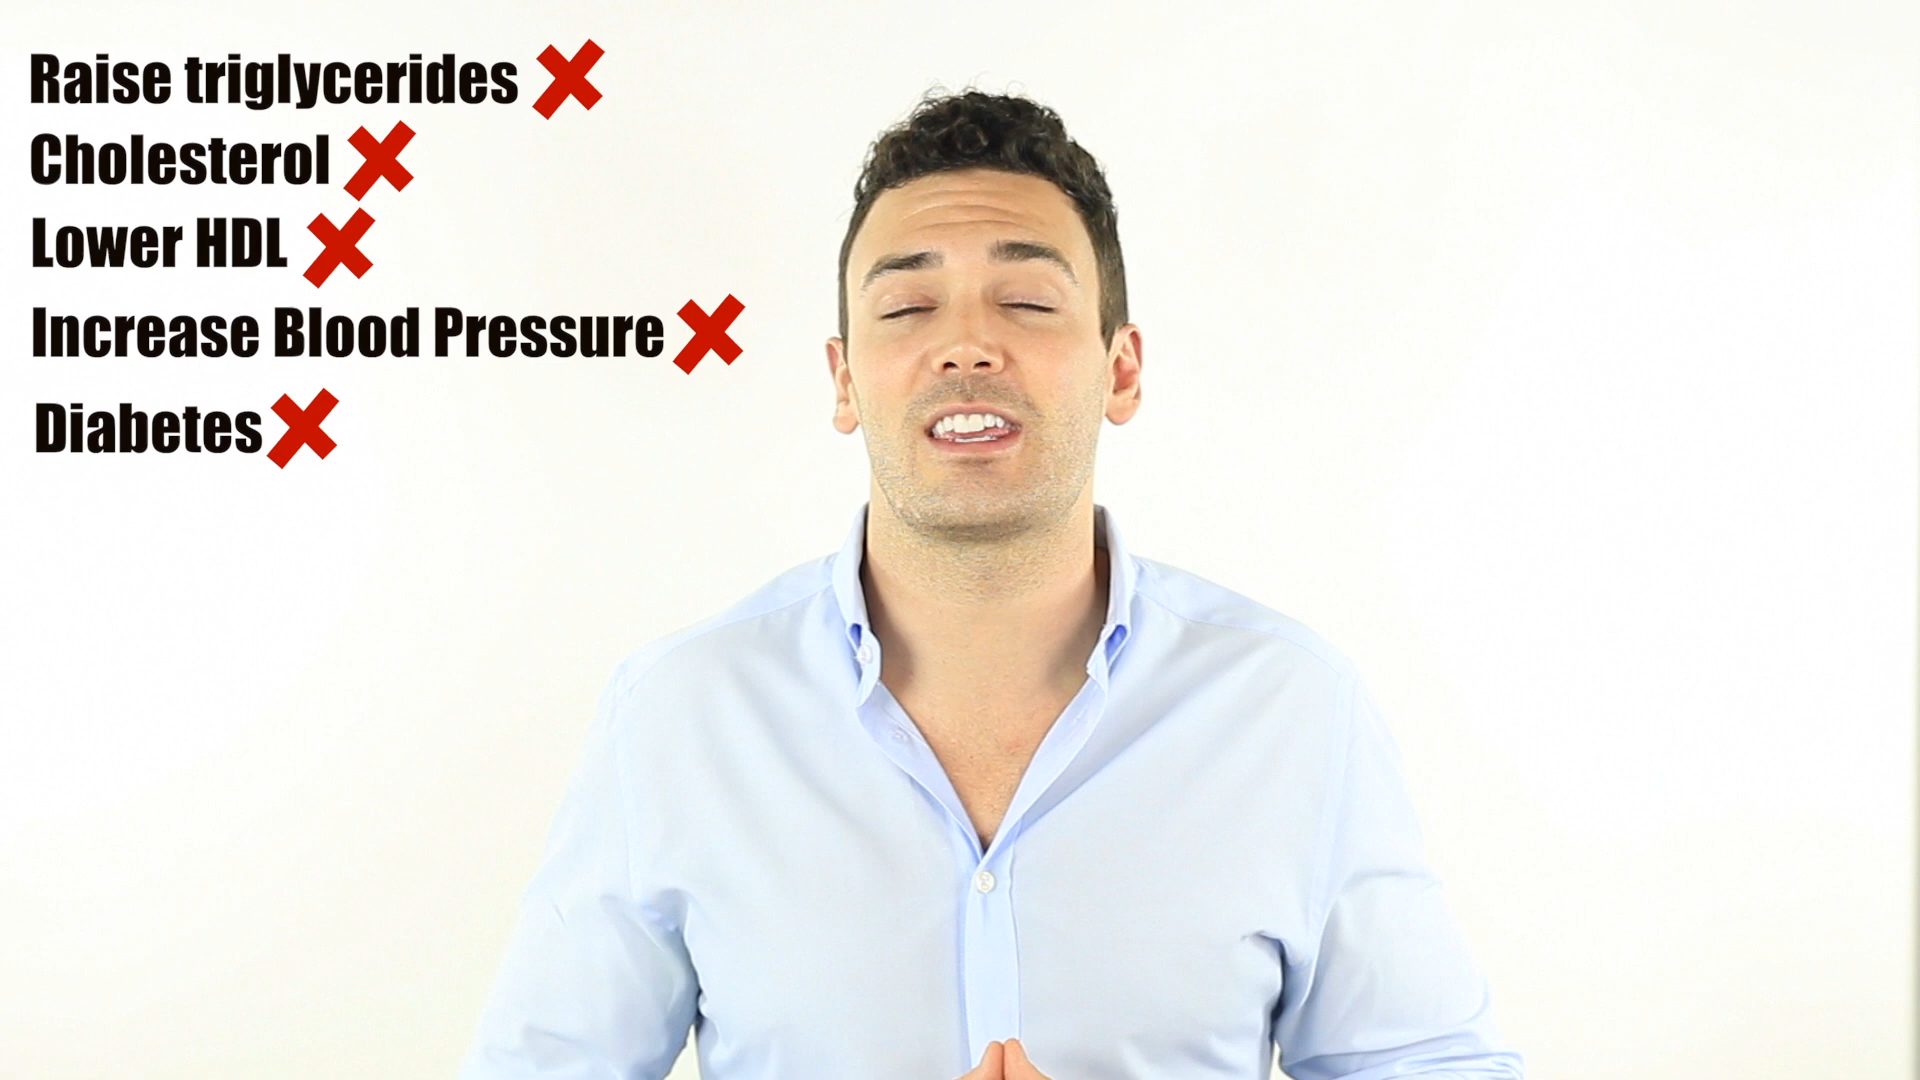 Raise triglycerides
Cholesterol
Lower HDL
Increase Blood Pressure
Diabetes